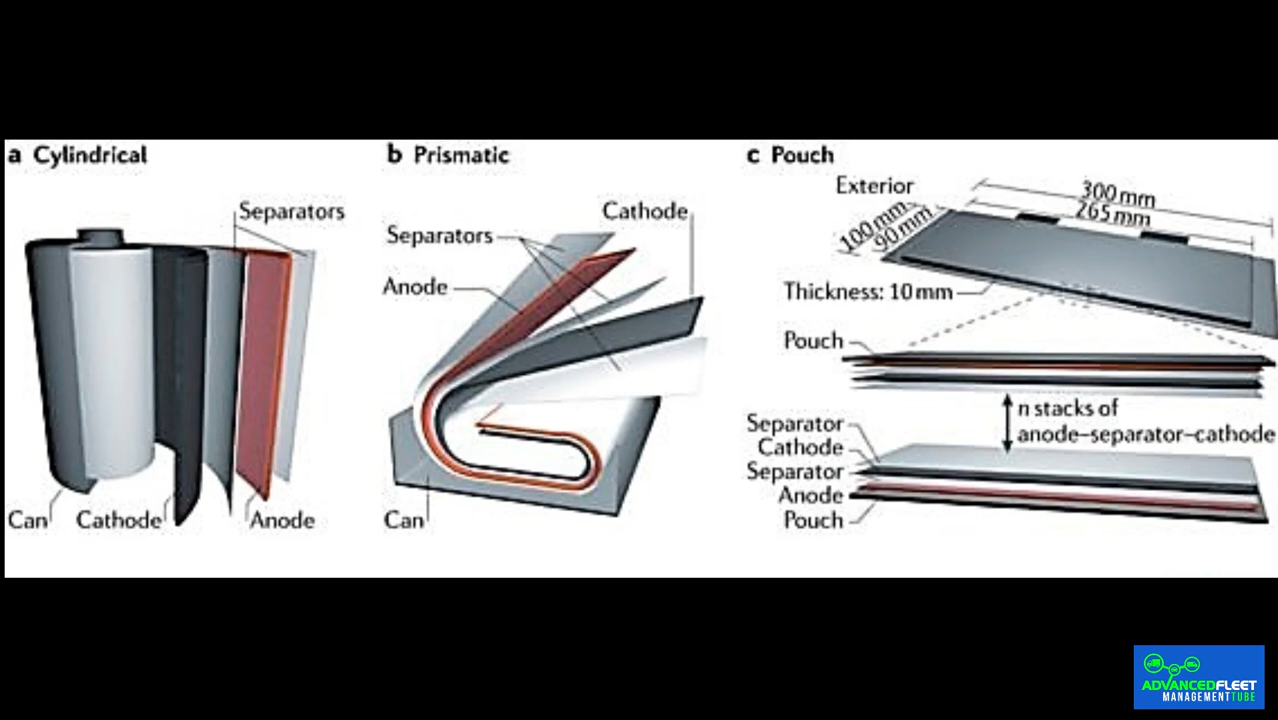 a Cylindrical
Separators
Can
Cathode
Anode
b Prismatic
Cathode
Separators
Anode
Can
c Pouch
Exterior
300 mm
265 mm
100 mm
90 mm
Thickness: 10 mm
Pouch
n stacks of
anode–separator–cathode
Separator
Cathode
Separator
Anode
Pouch
ADVANCEDFLEET
MANAGEMENTTUBE